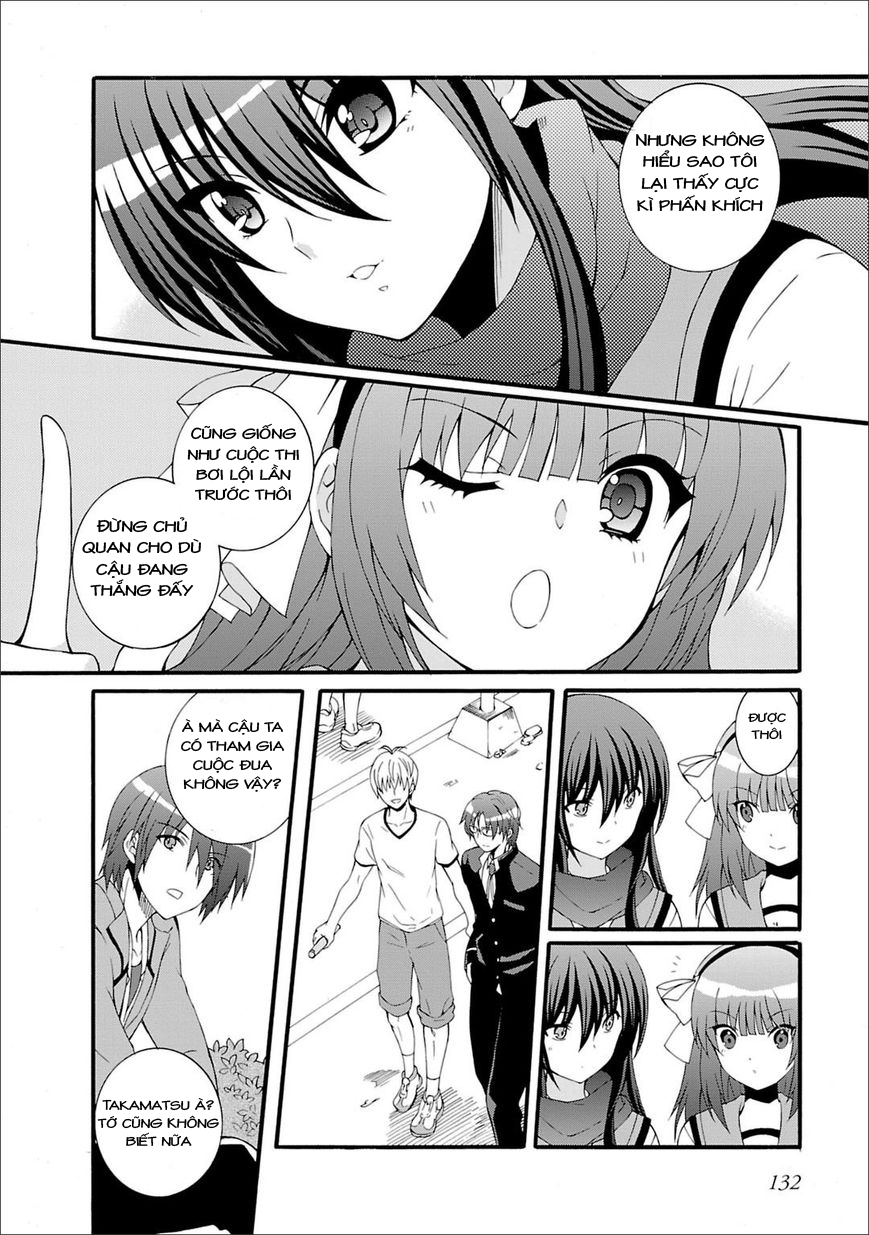 NHƯNG KHÔNG
HIỂU SAO TÔI
LẠI THẤY CỰC
KÌ PHẤN KHÍCH
CŨNG GIỐNG
NHƯ CUỘC THI
BƠI LỘI LẦN
TRƯỚC THÔI
ĐỪNG CHỦ
QUAN CHO DÙ
CẬU ĐANG
THẮNG ĐẤY
ĐƯỢC
THÔI
À MÀ CẬU TA
CÓ THAM GIA
CUỘC ĐUA
KHÔNG VẬY?
TAKAMATSU À?
TỚ CŨNG KHÔNG
BIẾT NỮA
132